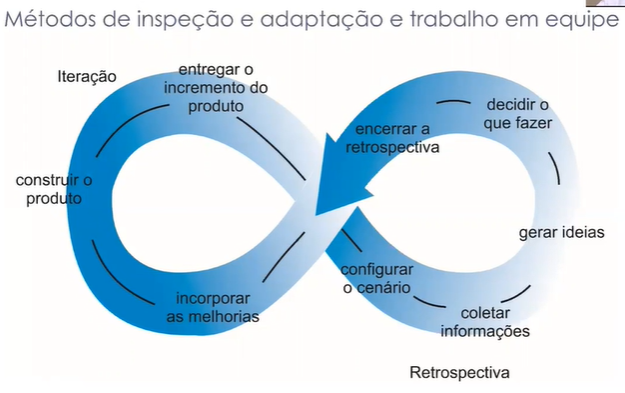 Métodos de inspeção e adaptação e trabalho em equipe
Iteração
entregar o
incremento do
produto
construir o
produto
incorporar
as melhorias
encerrar a
retrospectiva
decidir o
que fazer
gerar ideias
configurar
o cenário
coletar
informações
Retrospectiva